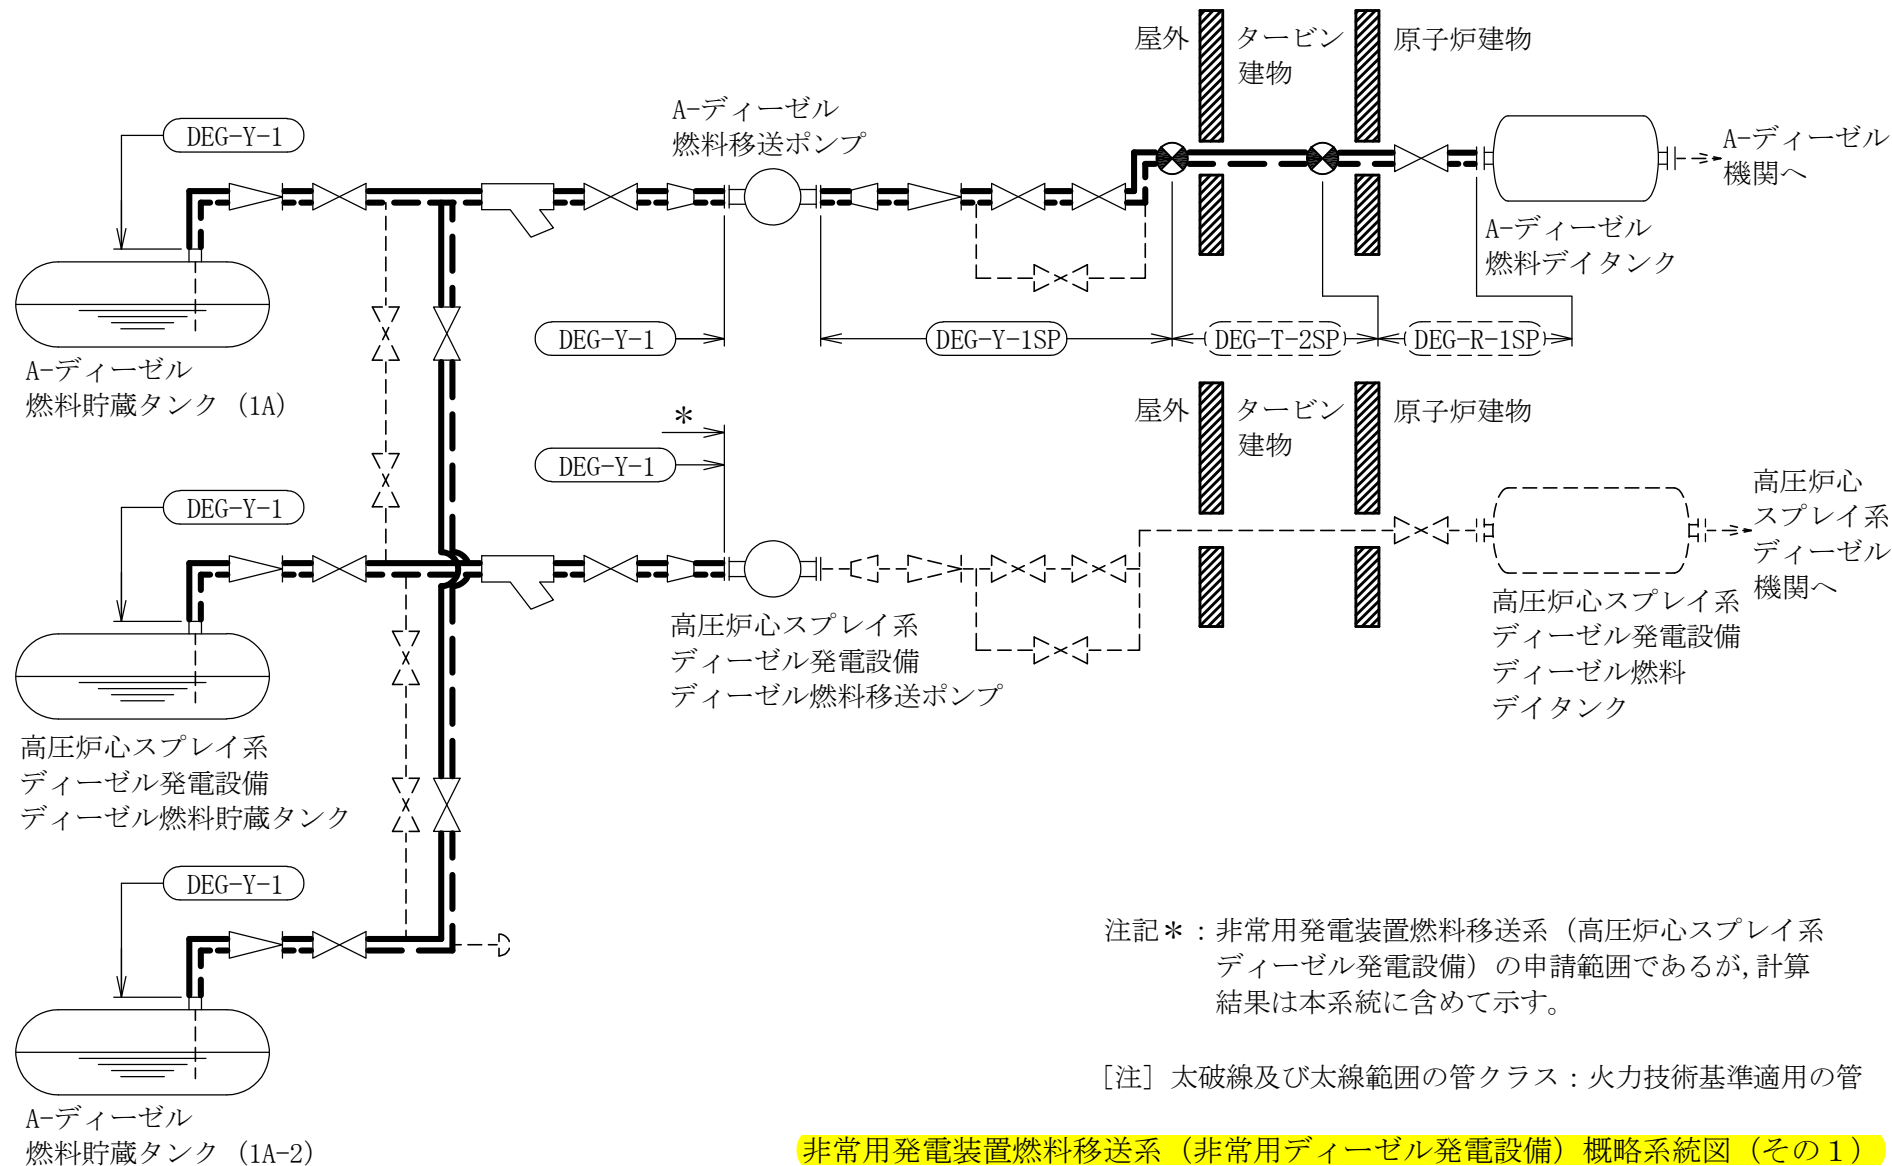 屋外
タービン
建物
原子炉建物
A-ディーゼル
燃料移送ポンプ
DEG-Y-1
A-ディーゼル
機関へ
A-ディーゼル
燃料デイタンク
DEG-Y-1
DEG-Y-1SP
DEG-T-2SP
DEG-R-1SP
A-ディーゼル
燃料貯蔵タンク (1A)
＊
DEG-Y-1
屋外
タービン
建物
原子炉建物
DEG-Y-1
高圧炉心
スプレイ系
ディーゼル
機関へ
高圧炉心スプレイ系
ディーゼル発電設備
ディーゼル燃料移送ポンプ
高圧炉心スプレイ系
ディーゼル発電設備
ディーゼル燃料
デイタンク
高圧炉心スプレイ系
ディーゼル発電設備
ディーゼル燃料貯蔵タンク
DEG-Y-1
注記＊：非常用発電装置燃料移送系（高圧炉心スプレイ系
ディーゼル発電設備）の申請範囲であるが,計算
結果は本系統に含めて示す。
［注］太破線及び太線範囲の管クラス：火力技術基準適用の管
A-ディーゼル
燃料貯蔵タンク (1A-2)
非常用発電装置燃料移送系（非常用ディーゼル発電設備）概略系統図（その１）